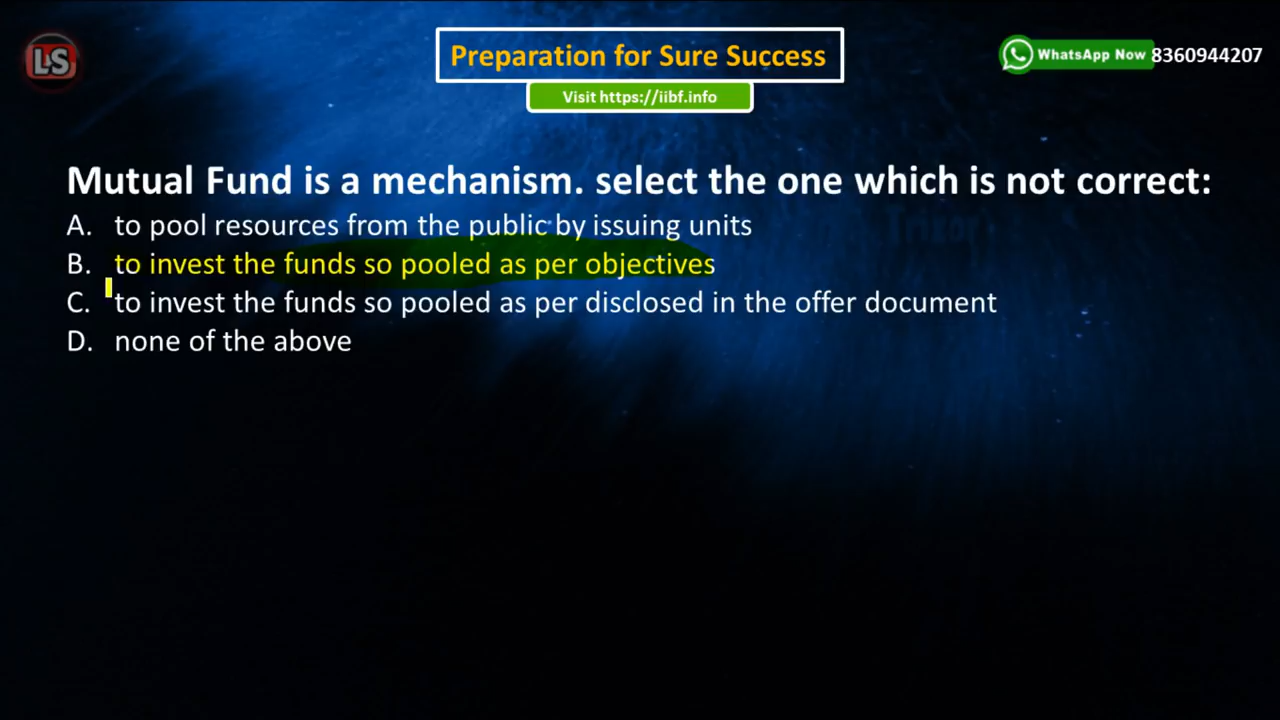 LS
Preparation for Sure Success
WhatsApp Now 8360944207
Visit https://iibf.info
Mutual Fund is a mechanism. select the one which is not correct:
A. to pool resources from the public by issuing units
B. to invest the funds so pooled as per objectives
C. to invest the funds so pooled as per disclosed in the offer document
D. none of the above